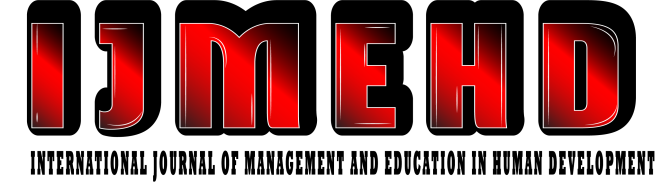 IJMEHD
INTERNATIONAL JOURNAL OF MANAGEMENT AND EDUCATION IN HUMAN DEVELOPMENT